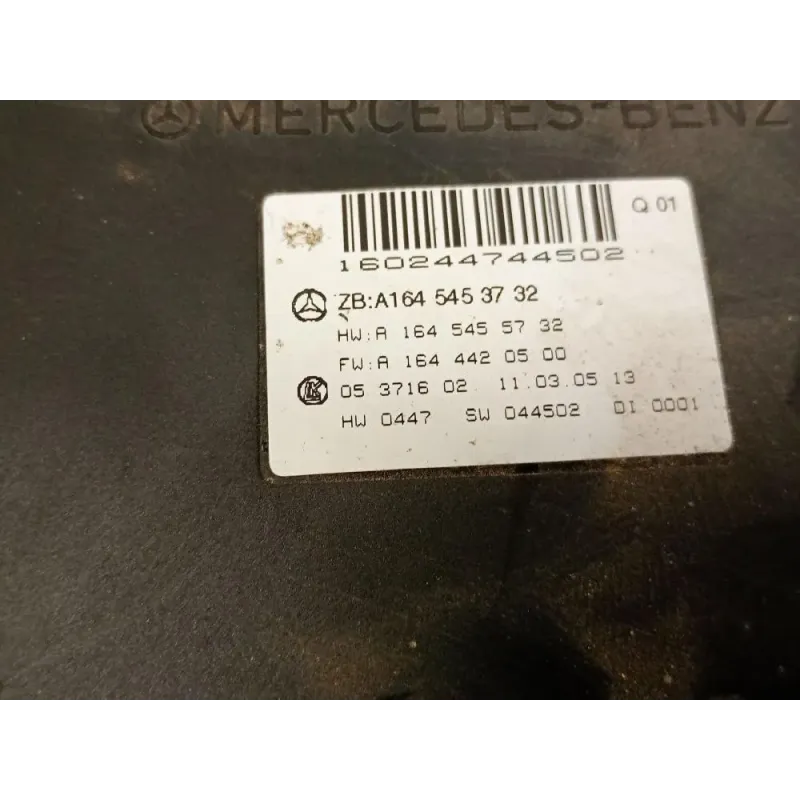 MERCEDES-BENZ
Q 01
160244744502
ZB:A164 545 37 32
HW:A 164 545 57 32
FW:A 164 442 05 00
05 3716 02 11.03.05 13
HW 0447 SW 044502 DI 0001